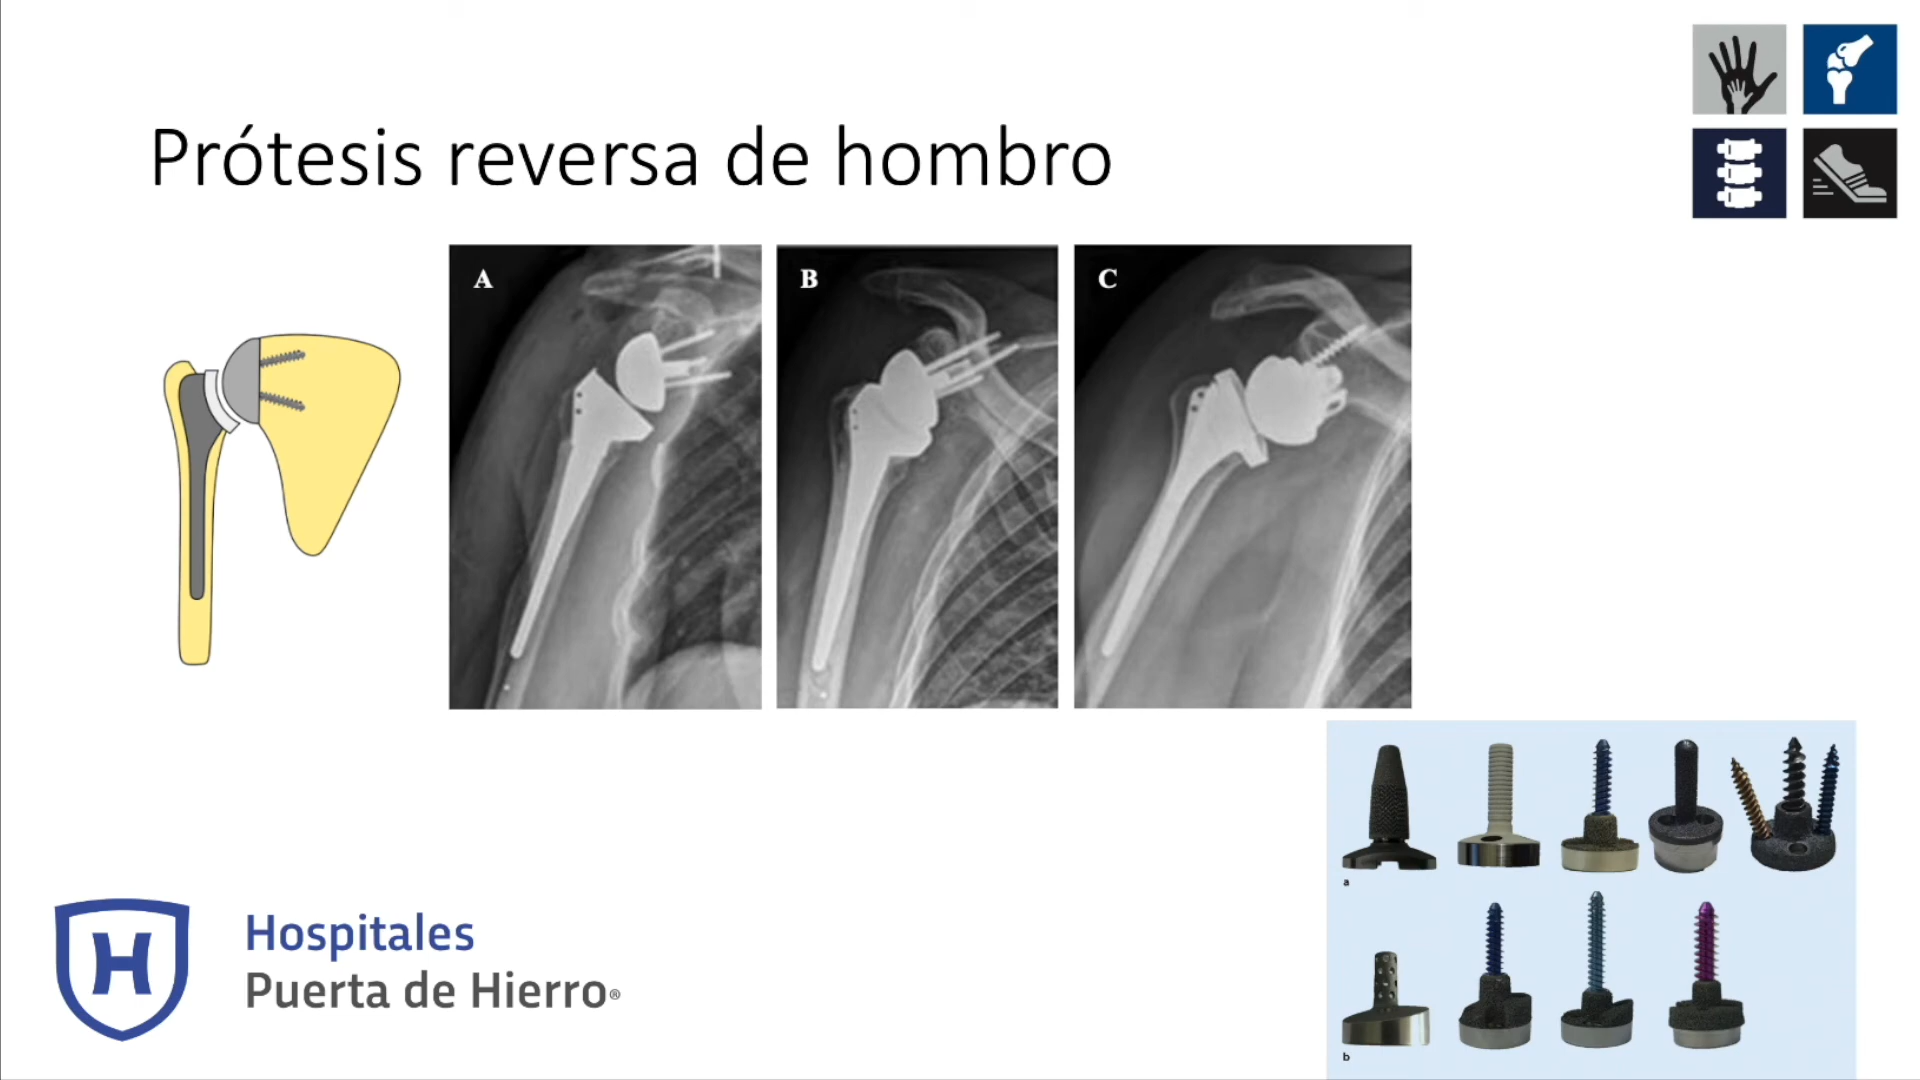 Prótesis reversa de hombro
A
B
C
a
b
Hospitales
Puerta de Hierro®